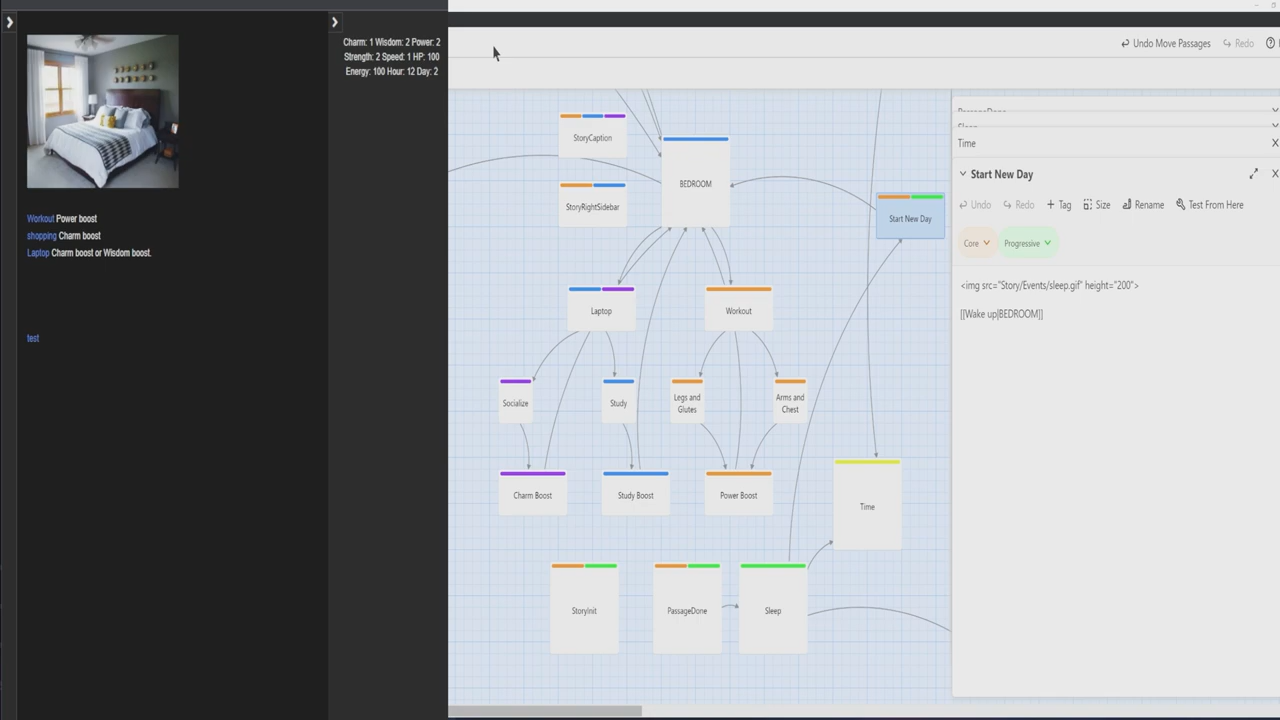 Charm: 1 Wisdom: 2 Power: 2
Strength: 2 Speed: 1 HP: 100
Energy: 100 Hour: 12 Day: 2
Workout Power boost
shopping Charm boost
Laptop Charm boost or Wisdom boost.
test
Undo Move Passages
Redo
StoryCaption
BEDROOM
StoryRightSidebar
Start New Day
Laptop
Workout
Socialize
Study
Legs and
Glutes
Arms and
Chest
Charm Boost
Study Boost
Power Boost
Time
StoryInit
PassageDone
Sleep
PassageDone
Sleep
Time
Start New Day
Undo
Redo
Tag
Size
Rename
Test From Here
Core
Progressive
<img src="Story/Events/sleep.gif" height="200">
[[Wake up|BEDROOM]]